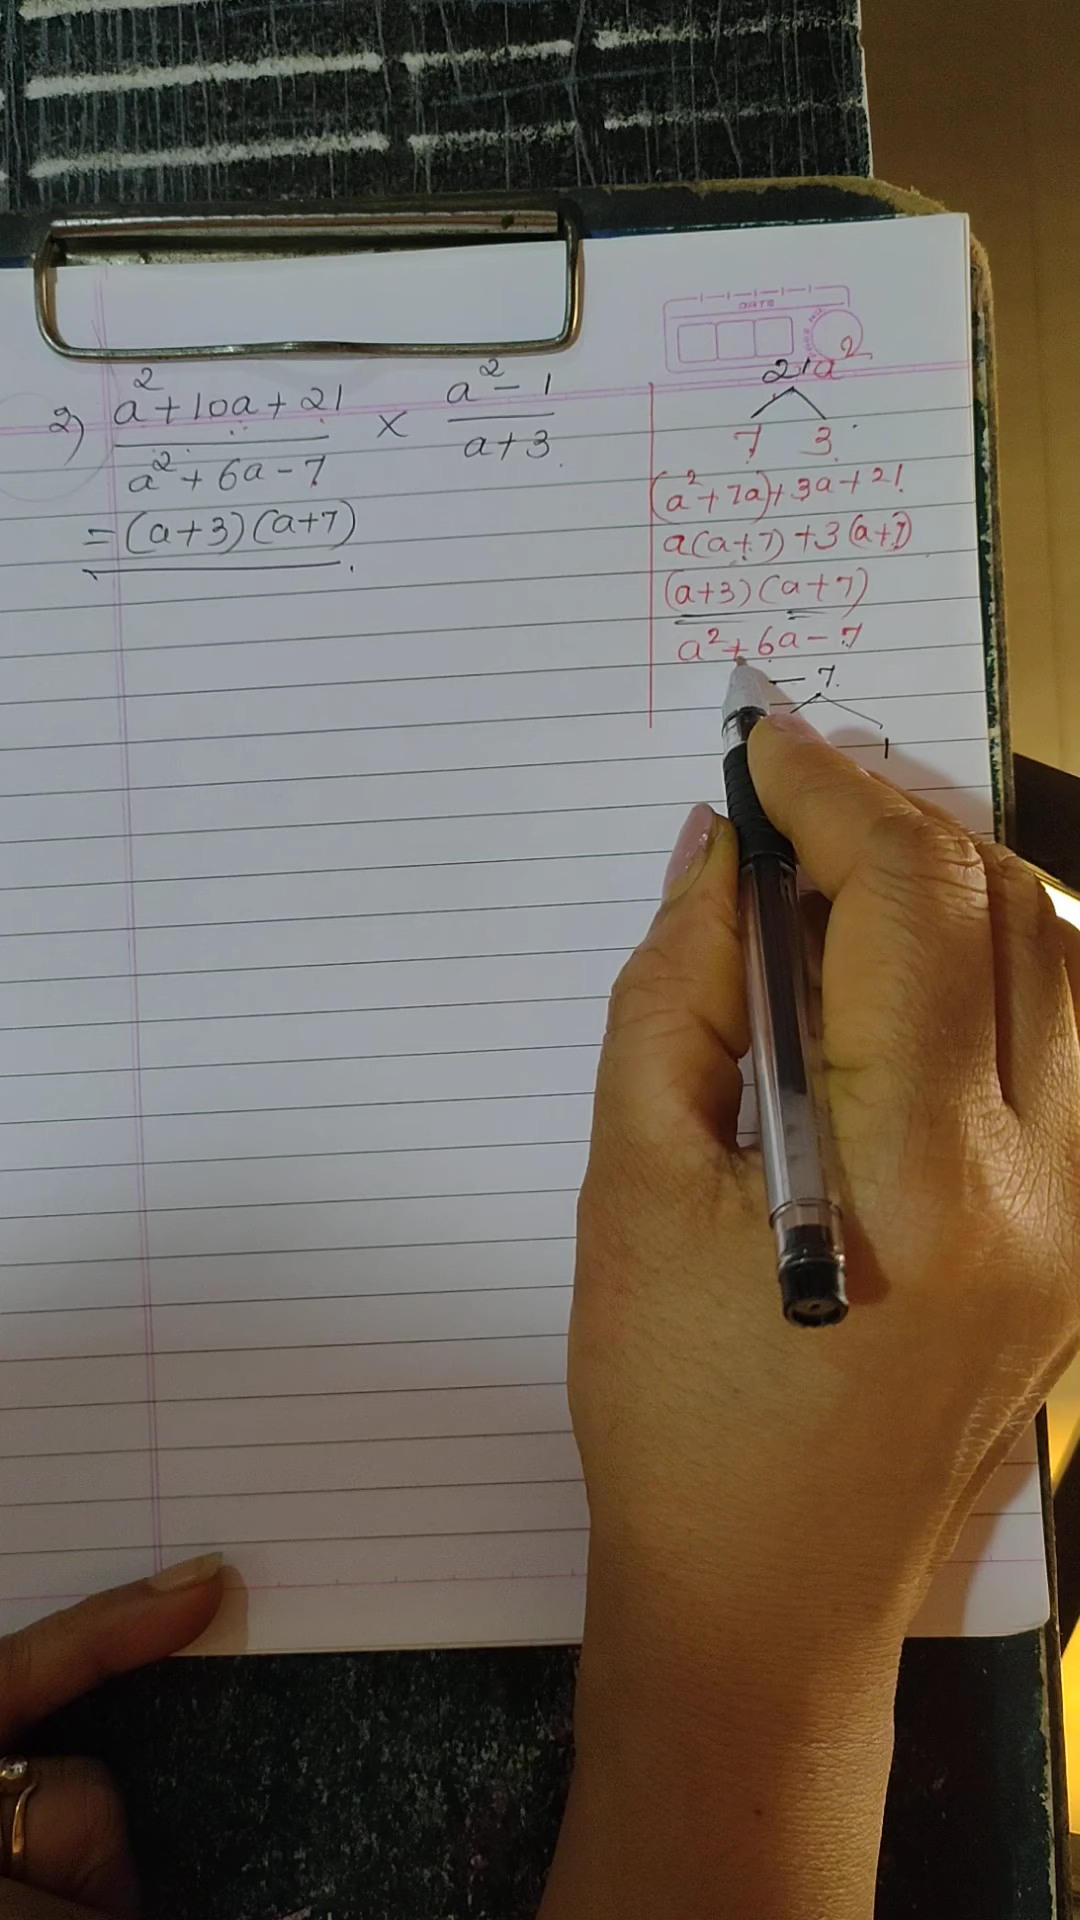 DATE
2) a² + 10a + 21 / a² + 6a - 7 × a² - 1 / a + 3
= (a+3) (a+7)
21a²
7 3
(a² + 7a) + 3a + 21
a(a+7) + 3(a+7)
(a+3) (a+7)
a² + 6a - 7
- 7
1